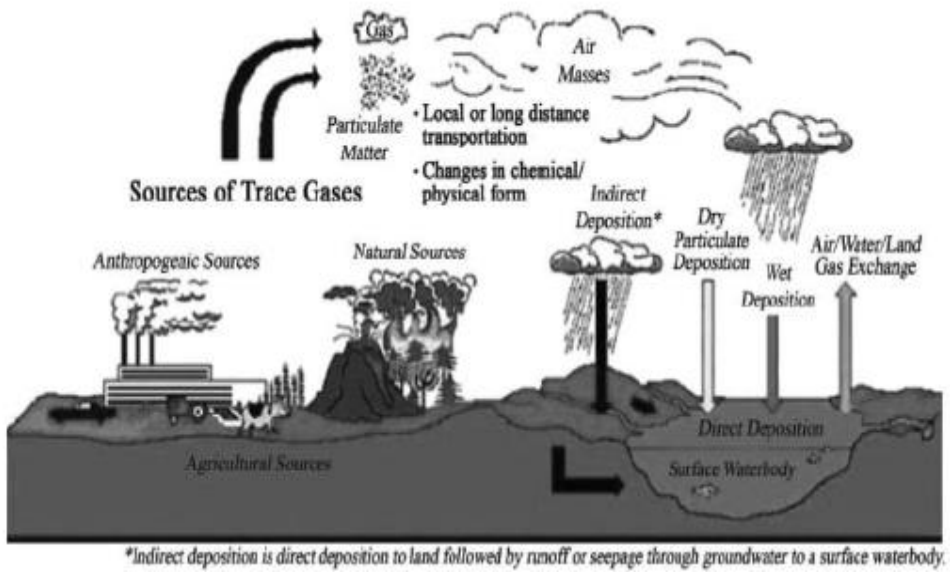 Gas
Air
Masses
Particulate
Matter
• Local or long distance
transportation
• Changes in chemical/
physical form
Sources of Trace Gases
Indirect
Deposition*
Dry
Particulate
Deposition
Wet
Deposition
Air/Water/Land
Gas Exchange
Anthropogeaic Sources
Natural Sources
Agricultural Sources
Direct Deposition
Surface Waterbody
*Indirect deposition is direct deposition to land followed by runoff or seepage through groundwater to a surface waterbody.